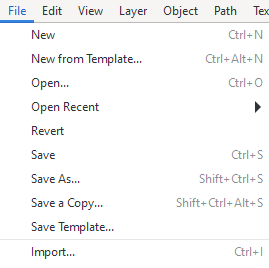 File Edit View Layer Object Path Tex
New Ctrl+N
New from Template... Ctrl+Alt+N
Open... Ctrl+O
Open Recent
Revert
Save Ctrl+S
Save As... Shift+Ctrl+S
Save a Copy... Shift+Ctrl+Alt+S
Save Template...
Import... Ctrl+I